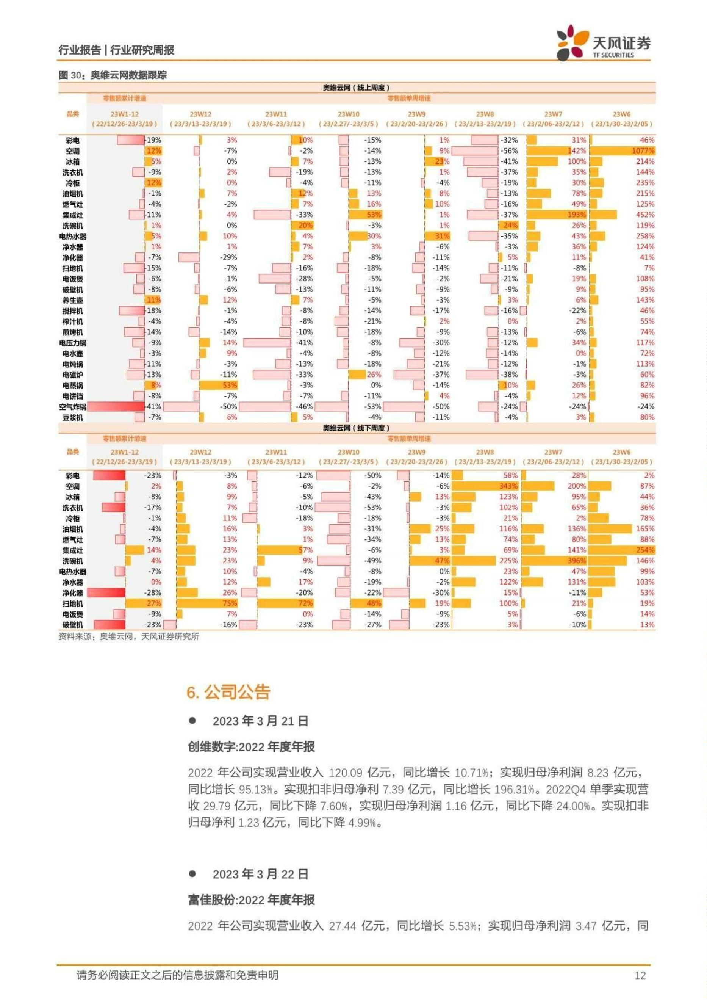 天风证券
TF SECURITIES
行业报告 | 行业研究周报
图 30：奥维云网数据跟踪
奥维云网（线上周度）
零售额累计增速 零售额单周增速
品类 23W1-12 23W12 23W11 23W10 23W9 23W8 23W7 23W6
（22/12/26-23/3/19） （23/3/13-23/3/19） （23/3/6-23/3/12） （23/2.27/-23/3/5） （23/2/20-23/2/26） （23/2/13-23/2/19） （23/2/06-23/2/12） （23/1/30-23/2/05）
彩电 -19% 3% 10% -15% 1% -32% 31% 46%
空调 12% -7% -2% -14% 9% -56% 142% 1077%
冰箱 5% 0% 7% -13% 23% -41% 100% 214%
洗衣机 -9% 2% -19% -13% 1% -37% 35% 144%
冷柜 12% 0% -4% -11% -4% -19% 30% 235%
油烟机 -1% 7% 12% 13% 8% -13% 78% 215%
燃气灶 -4% -2% 7% 16% 10% -16% 49% 125%
集成灶 -11% 4% -33% 53% 1% -37% 193% 452%
洗碗机 1% 0% 20% -3% 1% 24% 26% 119%
电热水器 5% 10% 4% 30% 31% -35% 43% 258%
净水器 1% 1% 7% 3% -6% -3% 36% 124%
净化器 -7% -29% 2% -8% -11% 5% 11% 41%
扫地机 -15% -7% -16% -18% -14% -11% -8% 7%
电饭煲 -6% -1% -28% -5% -2% -21% 19% 108%
破壁机 -8% -6% -13% -11% -9% -9% 9% 95%
养生壶 11% 12% 7% -5% -3% 3% 6% 143%
搅拌机 -18% -1% -8% -14% -17% -16% -22% 46%
榨汁机 -4% -4% -8% -21% 2% 0% 2% 55%
煎烤机 -14% -14% -10% -18% -9% -13% -6% 74%
电压力锅 -9% 14% -41% -8% -30% -12% 34% 117%
电水壶 -3% 9% -4% -8% -12% -14% 0% 72%
电炖锅 -11% -3% -13% -18% -21% -12% -1% 113%
电磁炉 -13% -11% -33% 26% -37% -38% -3% 60%
电蒸锅 8% 53% -3% 0% -14% 10% 26% 82%
电饼铛 -8% -7% -7% -11% 4% -4% 12% 96%
空气炸锅 -41% -50% -46% -53% -50% -24% -24% -24%
豆浆机 -7% 6% 5% -4% -11% -4% 3% 80%
奥维云网（线下周度）
零售额累计增速 零售额单周增速
品类 23W1-12 23W12 23W11 23W10 23W9 23W8 23W7 23W6
（22/12/26-23/3/19） （23/3/13-23/3/19） （23/3/6-23/3/12） （23/2.27/-23/3/5） （23/2/20-23/2/26） （23/2/13-23/2/19） （23/2/06-23/2/12） （23/1/30-23/2/05）
彩电 -23% -3% -12% -50% -14% 58% 28% 2%
空调 2% 8% -6% -2% -6% 343% 200% 87%
冰箱 -8% 9% -5% -43% 13% 123% 95% 44%
洗衣机 -17% 7% -10% -53% -3% 102% 65% 36%
冷柜 -1% 11% -18% -18% -3% 21% 2% 78%
油烟机 -4% 16% 3% -31% 25% 116% 136% 165%
燃气灶 -7% 13% 1% -34% 13% 74% 80% 88%
集成灶 14% 23% 57% -6% 3% 69% 141% 254%
洗碗机 4% 23% 9% -49% 47% 225% 396% 146%
电热水器 -7% 10% -4% -8% 0% 23% 47% 99%
净水器 0% 12% 17% -19% -2% 122% 131% 103%
净化器 -28% 26% -20% -22% -30% 15% -11% 53%
扫地机 27% 75% 72% 48% 19% 100% 21% 19%
电饭煲 -9% 7% 0% -14% -9% 5% -6% 14%
破壁机 -23% -16% -23% -27% -23% 3% -10% 13%
资料来源：奥维云网，天风证券研究所
6. 公司公告
● 2023 年 3 月 21 日
创维数字:2022 年度年报
2022 年公司实现营业收入 120.09 亿元，同比增长 10.71%；实现归母净利润 8.23 亿元，
同比增长 95.13%。实现扣非归母净利 7.39 亿元，同比增长 196.31%。2022Q4 单季实现营
收 29.79 亿元，同比下降 7.60%，实现归母净利润 1.16 亿元，同比下降 24.00%。实现扣非
归母净利 1.23 亿元，同比下降 4.99%。
● 2023 年 3 月 22 日
富佳股份:2022 年度年报
2022 年公司实现营业收入 27.44 亿元，同比增长 5.53%；实现归母净利润 3.47 亿元，同
请务必阅读正文之后的信息披露和免责申明 12